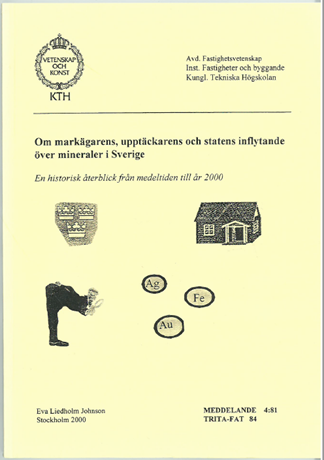 VETENSKAP
OCH
KONST
KTH
Avd. Fastighetsvetenskap
Inst. Fastigheter och byggande
Kungl. Tekniska Högskolan
Om markägarens, upptäckarens och statens inflytande
över mineraler i Sverige
En historisk återblick från medeltiden till år 2000
Ag
Fe
Au
Eva Liedholm Johnson
Stockholm 2000
MEDDELANDE 4:81
TRITA-FAT 84